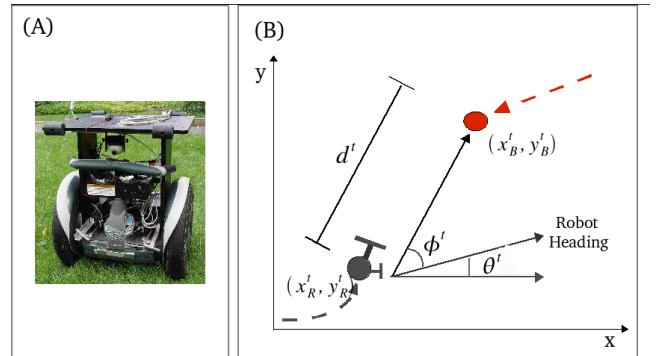 (A)
(B)
y
d^t
(x_B^t, y_B^t)
Robot
Heading
ϕ^t
θ^t
(x_R^t, y_R^t)
x